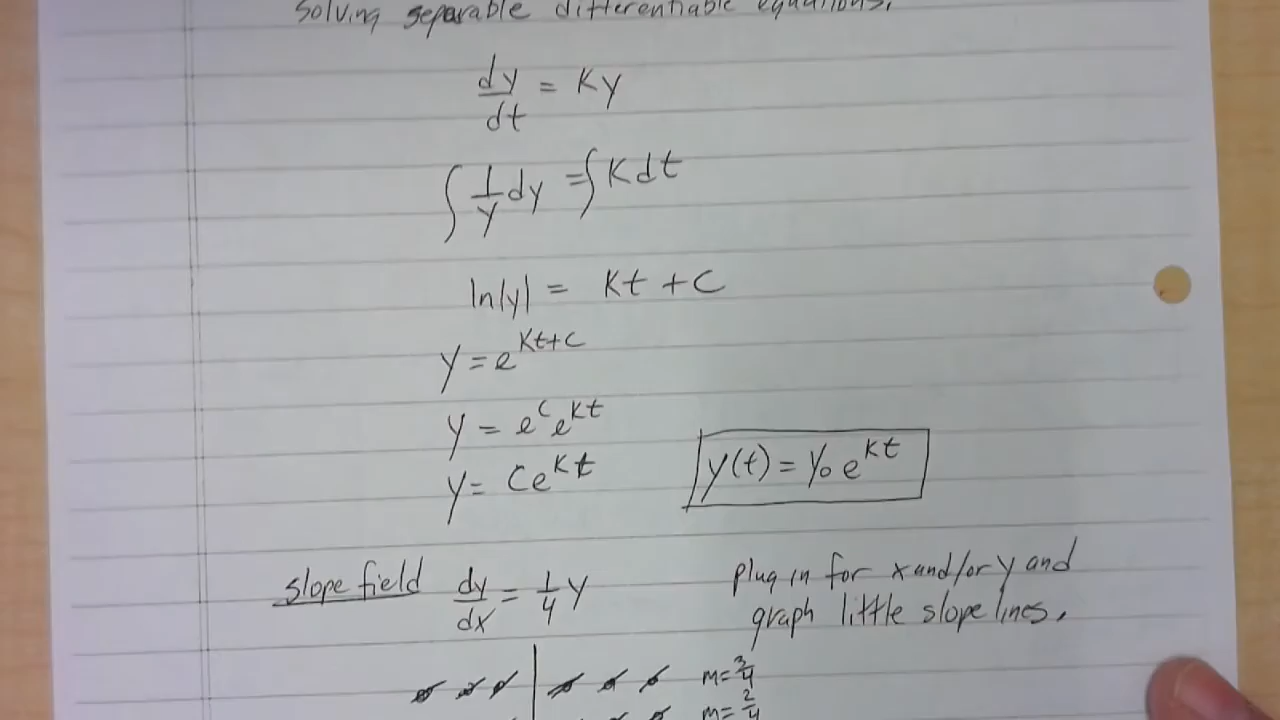 Solving separable differentiable equations.
dy/dt = Ky
∫ 1/y dy = ∫ K dt
ln|y| = Kt + C
y = e^{Kt+C}
y = e^C e^{Kt}
y = Ce^{Kt}
y(t) = y₀ e^{Kt}
slope field dy/dx = 1/4 y
plug in for x and/or y and
graph little slope lines.
m = 3/4
m = 2/4